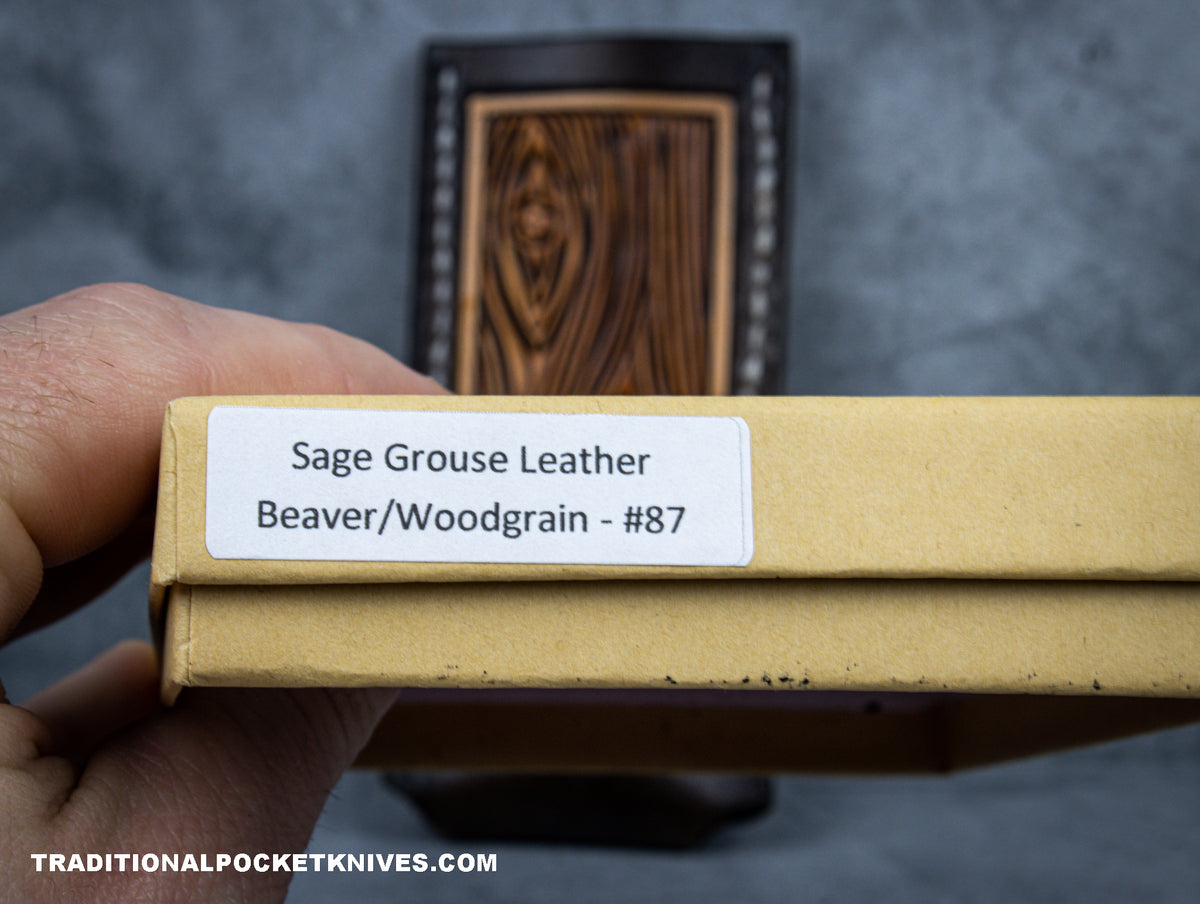 Sage Grouse Leather
Beaver/Woodgrain - #87
TRADITIONALPOCKETKNIVES.COM